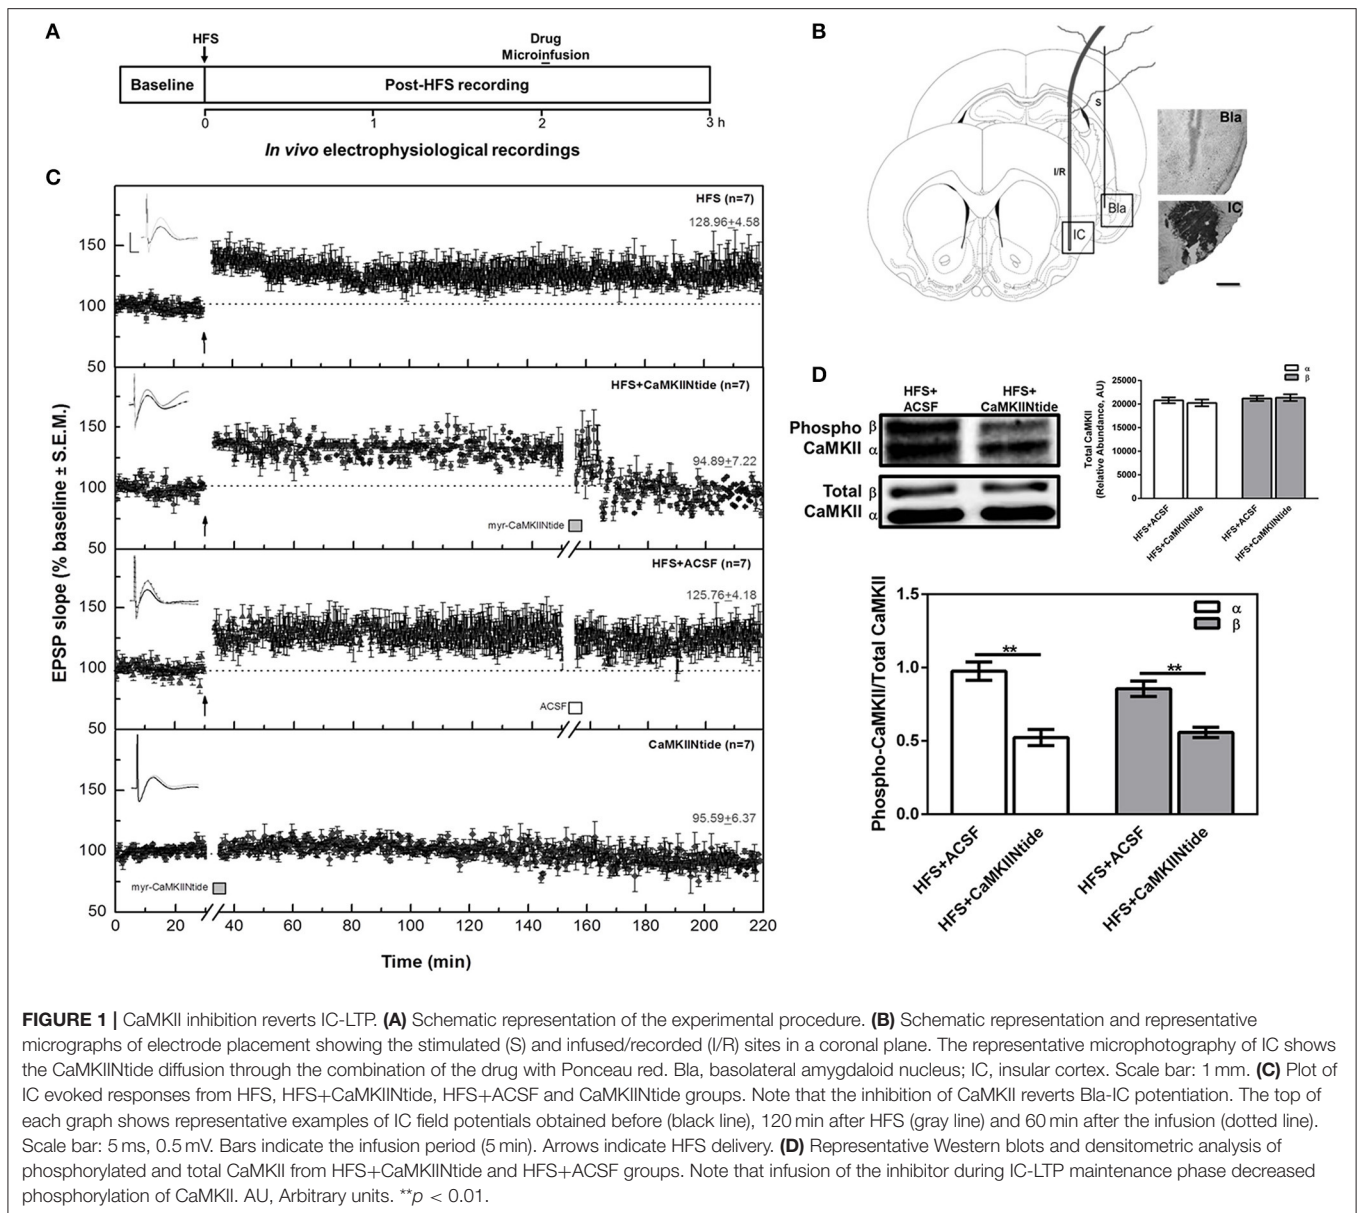 A
HFS
Drug
Microinfusion
Baseline
Post-HFS recording
0
1
2
3 h
In vivo electrophysiological recordings
B
S
I/R
Bla
IC
Bla
IC
C
EPSP slope (% baseline ± S.E.M.)
HFS (n=7)
128.96±4.58
150
100
50
HFS+CaMKIINtide (n=7)
94.89±7.22
150
100
myr-CaMKIINtide
50
HFS+ACSF (n=7)
125.76±4.18
150
100
ACSF
50
CaMKIINtide (n=7)
95.59±6.37
150
100
myr-CaMKIINtide
50
0 20 40 60 80 100 120 140 160 180 200 220
Time (min)
D
HFS+ HFS+
ACSF CaMKIINtide
Phospho β
CaMKII α
Total β
CaMKII α
α
β
Total CaMKII
(Relative Abundance, AU)
25000
20000
15000
10000
5000
0
HFS+ACSF
HFS+CaMKIINtide
HFS+ACSF
HFS+CaMKIINtide
Phospho-CaMKII/Total CaMKII
1.5
1.0
0.5
0.0
α
β
**
**
HFS+ACSF
HFS+CaMKIINtide
HFS+ACSF
HFS+CaMKIINtide
FIGURE 1 | CaMKII inhibition reverts IC-LTP. (A) Schematic representation of the experimental procedure. (B) Schematic representation and representative
micrographs of electrode placement showing the stimulated (S) and infused/recorded (I/R) sites in a coronal plane. The representative microphotography of IC shows
the CaMKIINtide diffusion through the combination of the drug with Ponceau red. Bla, basolateral amygdaloid nucleus; IC, insular cortex. Scale bar: 1 mm. (C) Plot of
IC evoked responses from HFS, HFS+CaMKIINtide, HFS+ACSF and CaMKIINtide groups. Note that the inhibition of CaMKII reverts Bla-IC potentiation. The top of
each graph shows representative examples of IC field potentials obtained before (black line), 120 min after HFS (gray line) and 60 min after the infusion (dotted line).
Scale bar: 5 ms, 0.5 mV. Bars indicate the infusion period (5 min). Arrows indicate HFS delivery. (D) Representative Western blots and densitometric analysis of
phosphorylated and total CaMKII from HFS+CaMKIINtide and HFS+ACSF groups. Note that infusion of the inhibitor during IC-LTP maintenance phase decreased
phosphorylation of CaMKII. AU, Arbitrary units. **p < 0.01.